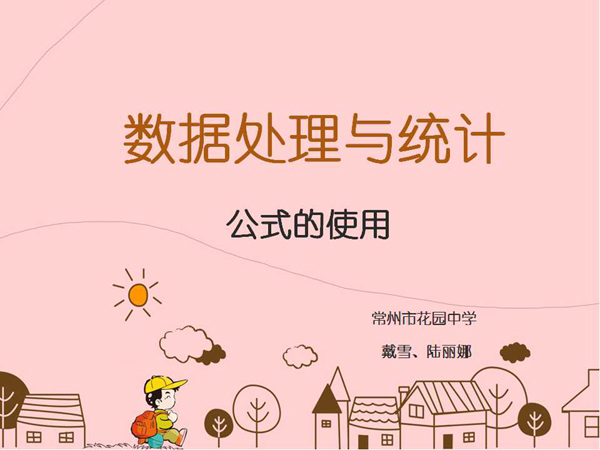 数据处理与统计
公式的使用
常州市花园中学
戴雪、陆丽娜